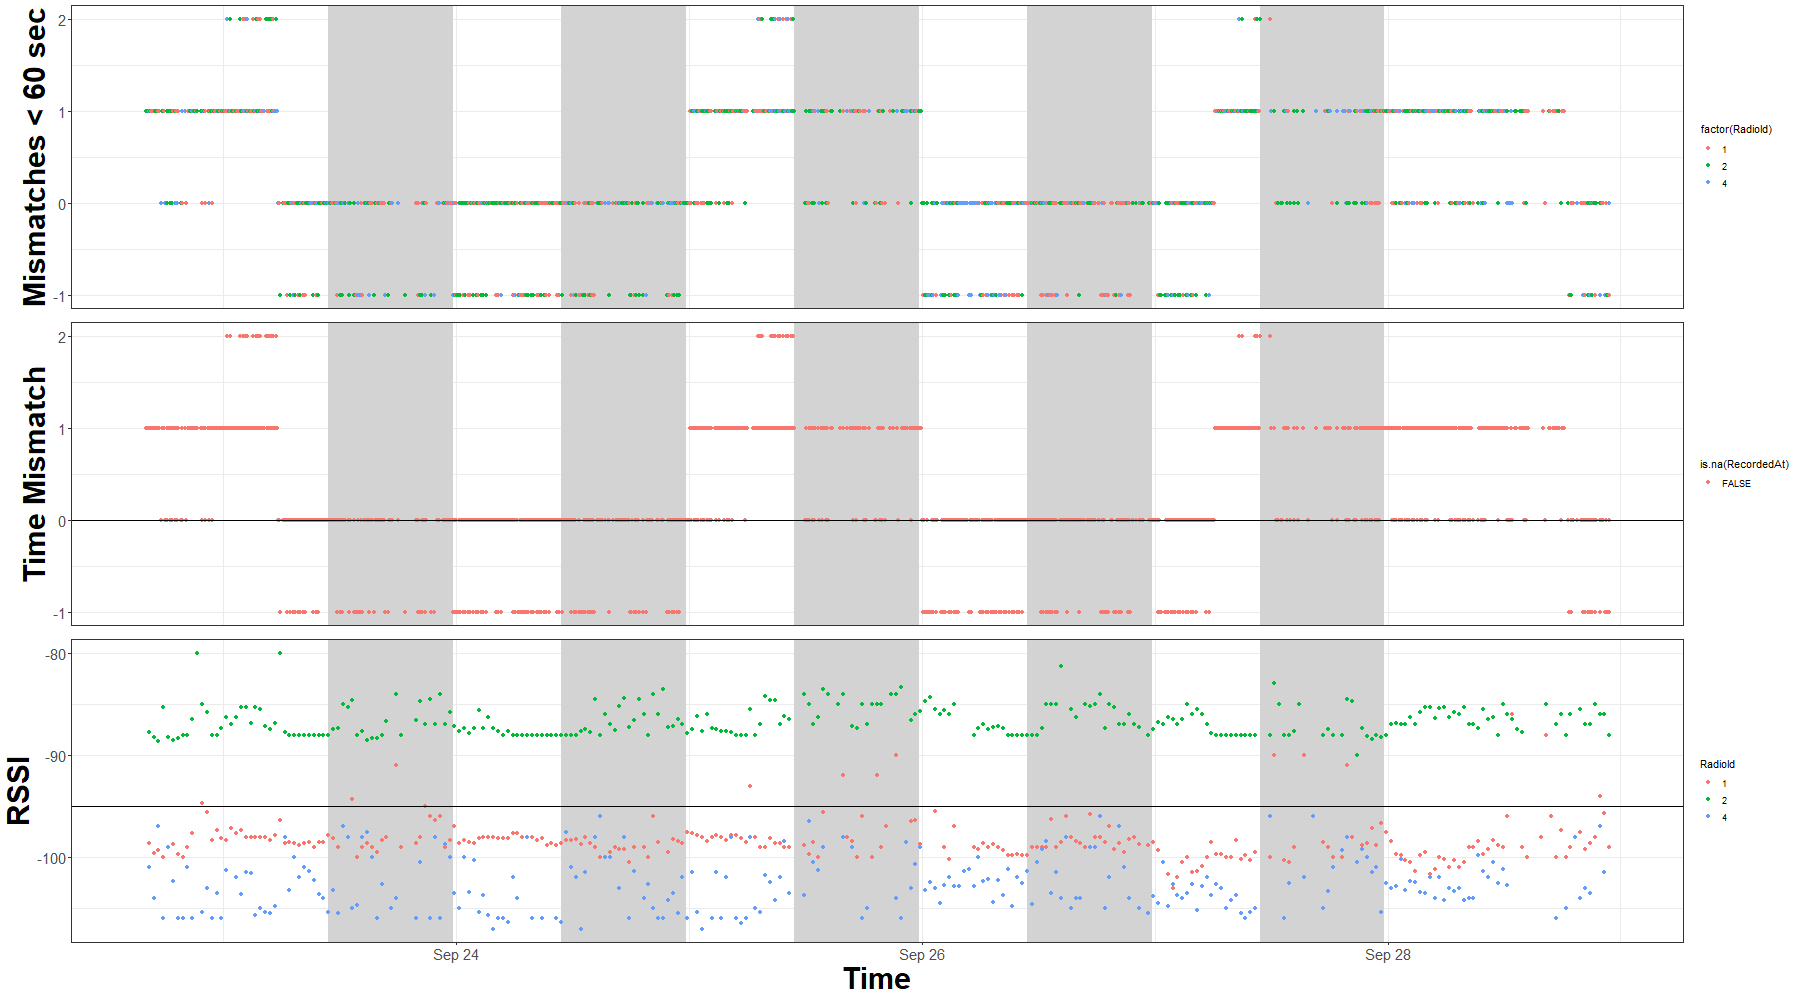 Mismatches < 60 sec
2
1
0
-1
factor(RadioId)
1
2
4
Time Mismatch
2
1
0
-1
is.na(RecordedAt)
FALSE
RSSI
-80
-90
-100
RadioId
1
2
4
Sep 24
Sep 26
Sep 28
Time